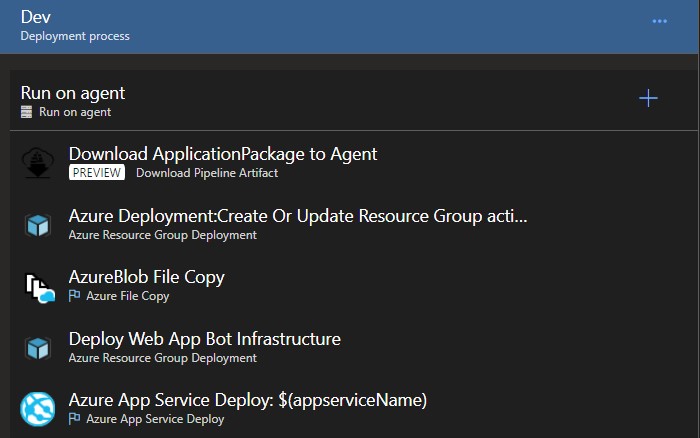 Dev
Deployment process
Run on agent
Run on agent
Download ApplicationPackage to Agent
PREVIEW Download Pipeline Artifact
Azure Deployment:Create Or Update Resource Group acti...
Azure Resource Group Deployment
AzureBlob File Copy
Azure File Copy
Deploy Web App Bot Infrastructure
Azure Resource Group Deployment
Azure App Service Deploy: $(appserviceName)
Azure App Service Deploy